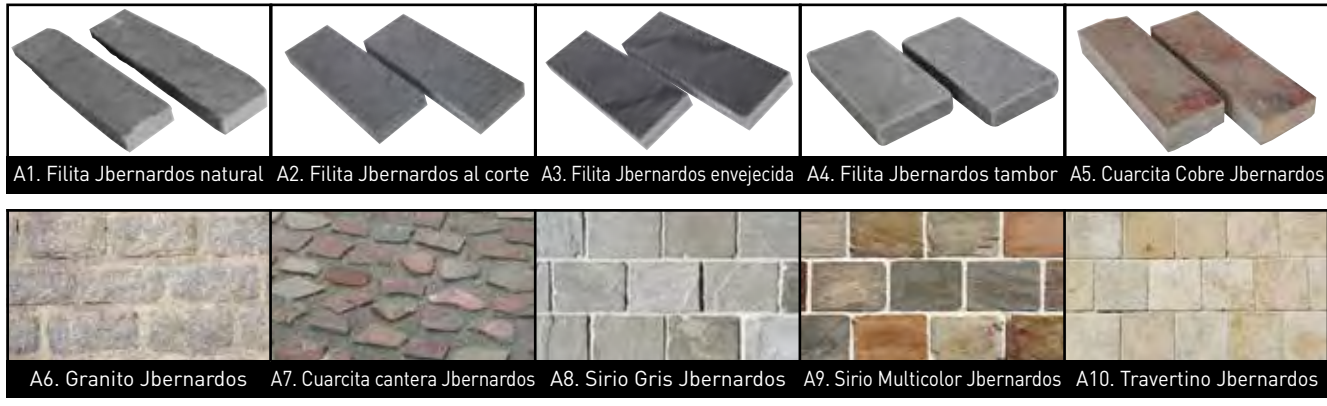 A1. Filita Jbernardos natural
A2. Filita Jbernardos al corte
A3. Filita Jbernardos envejecida
A4. Filita Jbernardos tambor
A5. Cuarcita Cobre Jbernardos
A6. Granito Jbernardos
A7. Cuarcita cantera Jbernardos
A8. Sirio Gris Jbernardos
A9. Sirio Multicolor Jbernardos
A10. Travertino Jbernardos